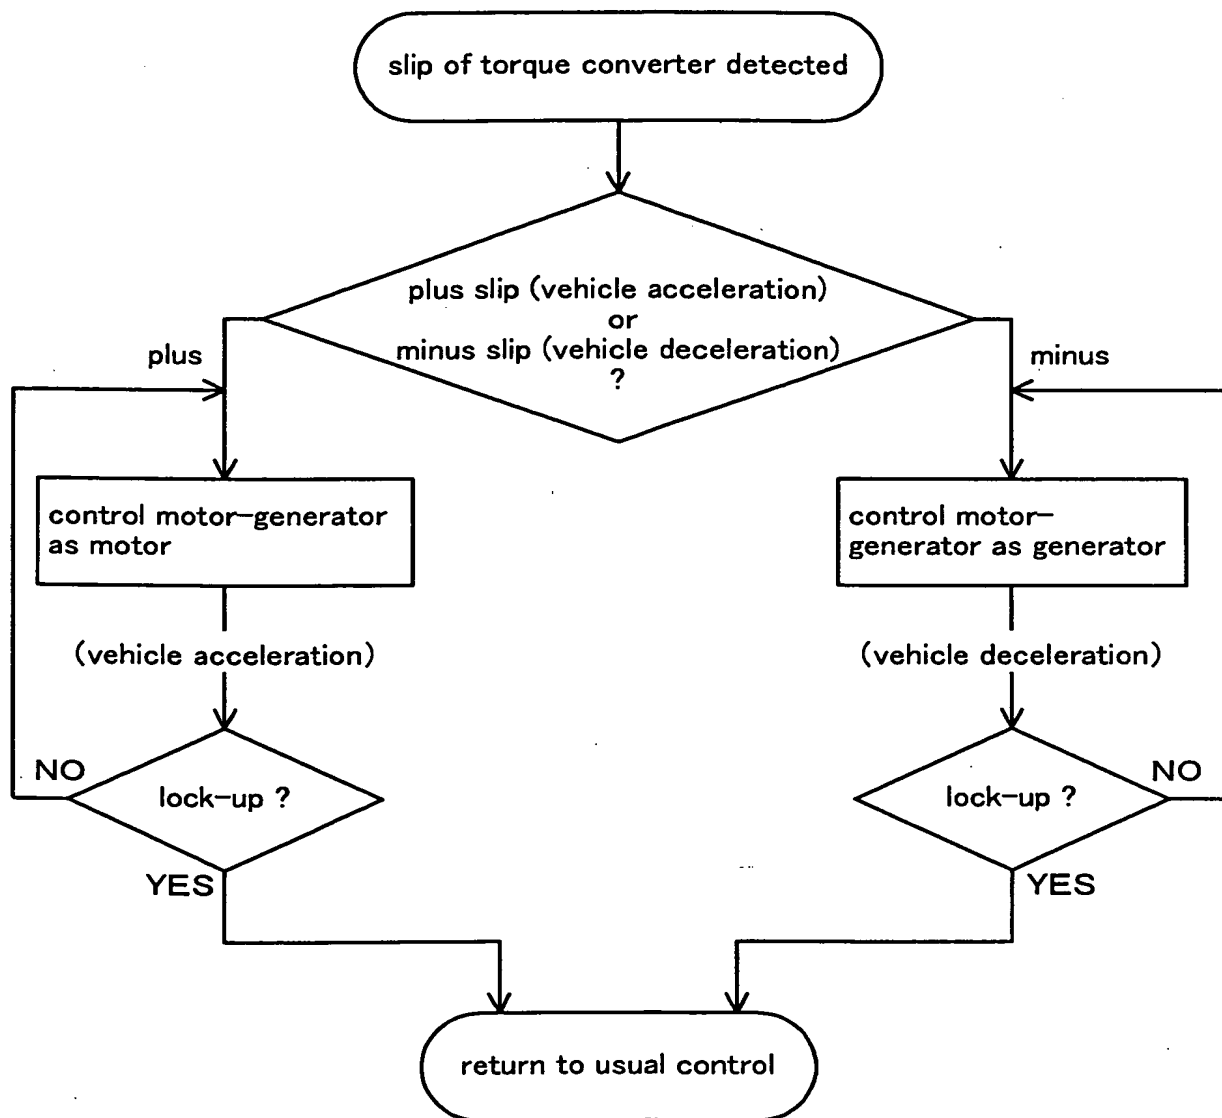 slip of torque converter detected
plus slip (vehicle acceleration)
or
minus slip (vehicle deceleration)
?
plus
minus
control motor-generator
as motor
control motor-
generator as generator
(vehicle acceleration)
(vehicle deceleration)
NO
lock-up ?
YES
lock-up ?
NO
YES
return to usual control